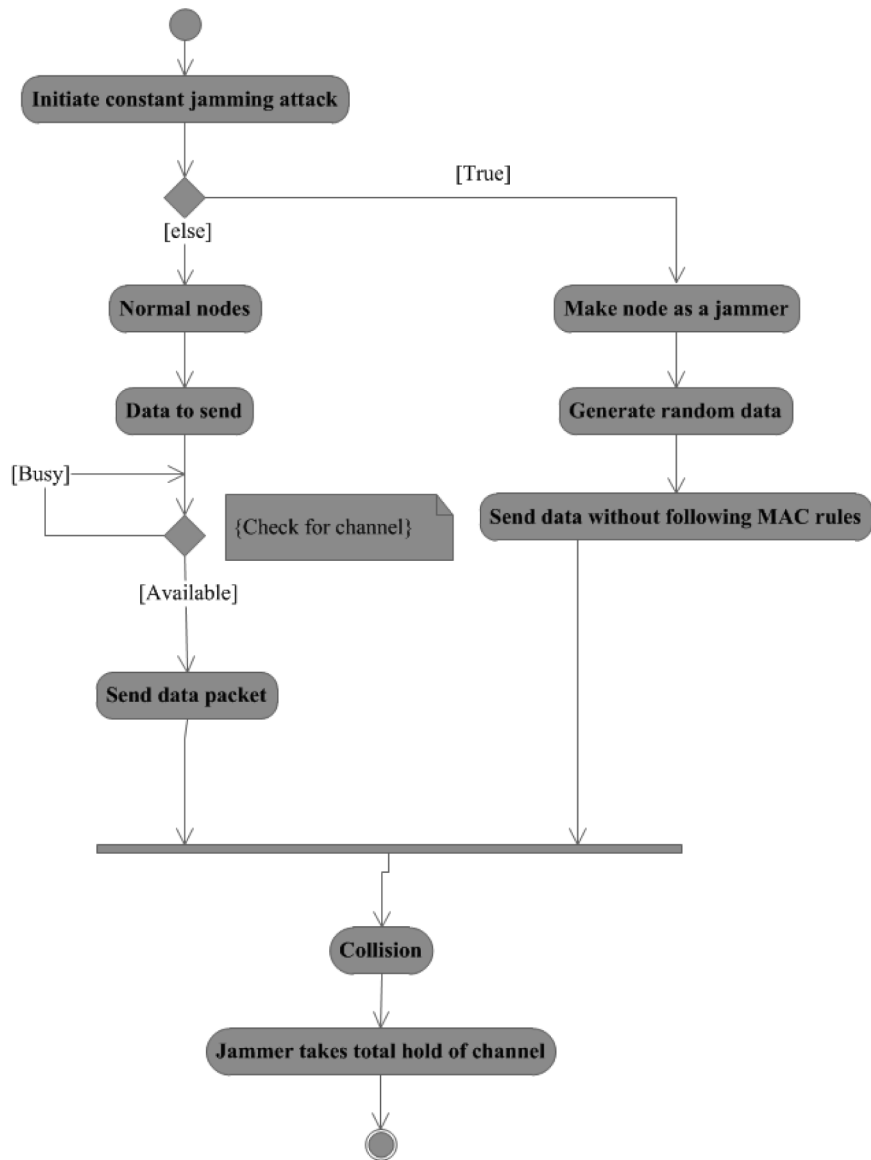 Initiate constant jamming attack
[True]
[else]
Normal nodes
Make node as a jammer
Data to send
Generate random data
[Busy]
{Check for channel}
Send data without following MAC rules
[Available]
Send data packet
Collision
Jammer takes total hold of channel